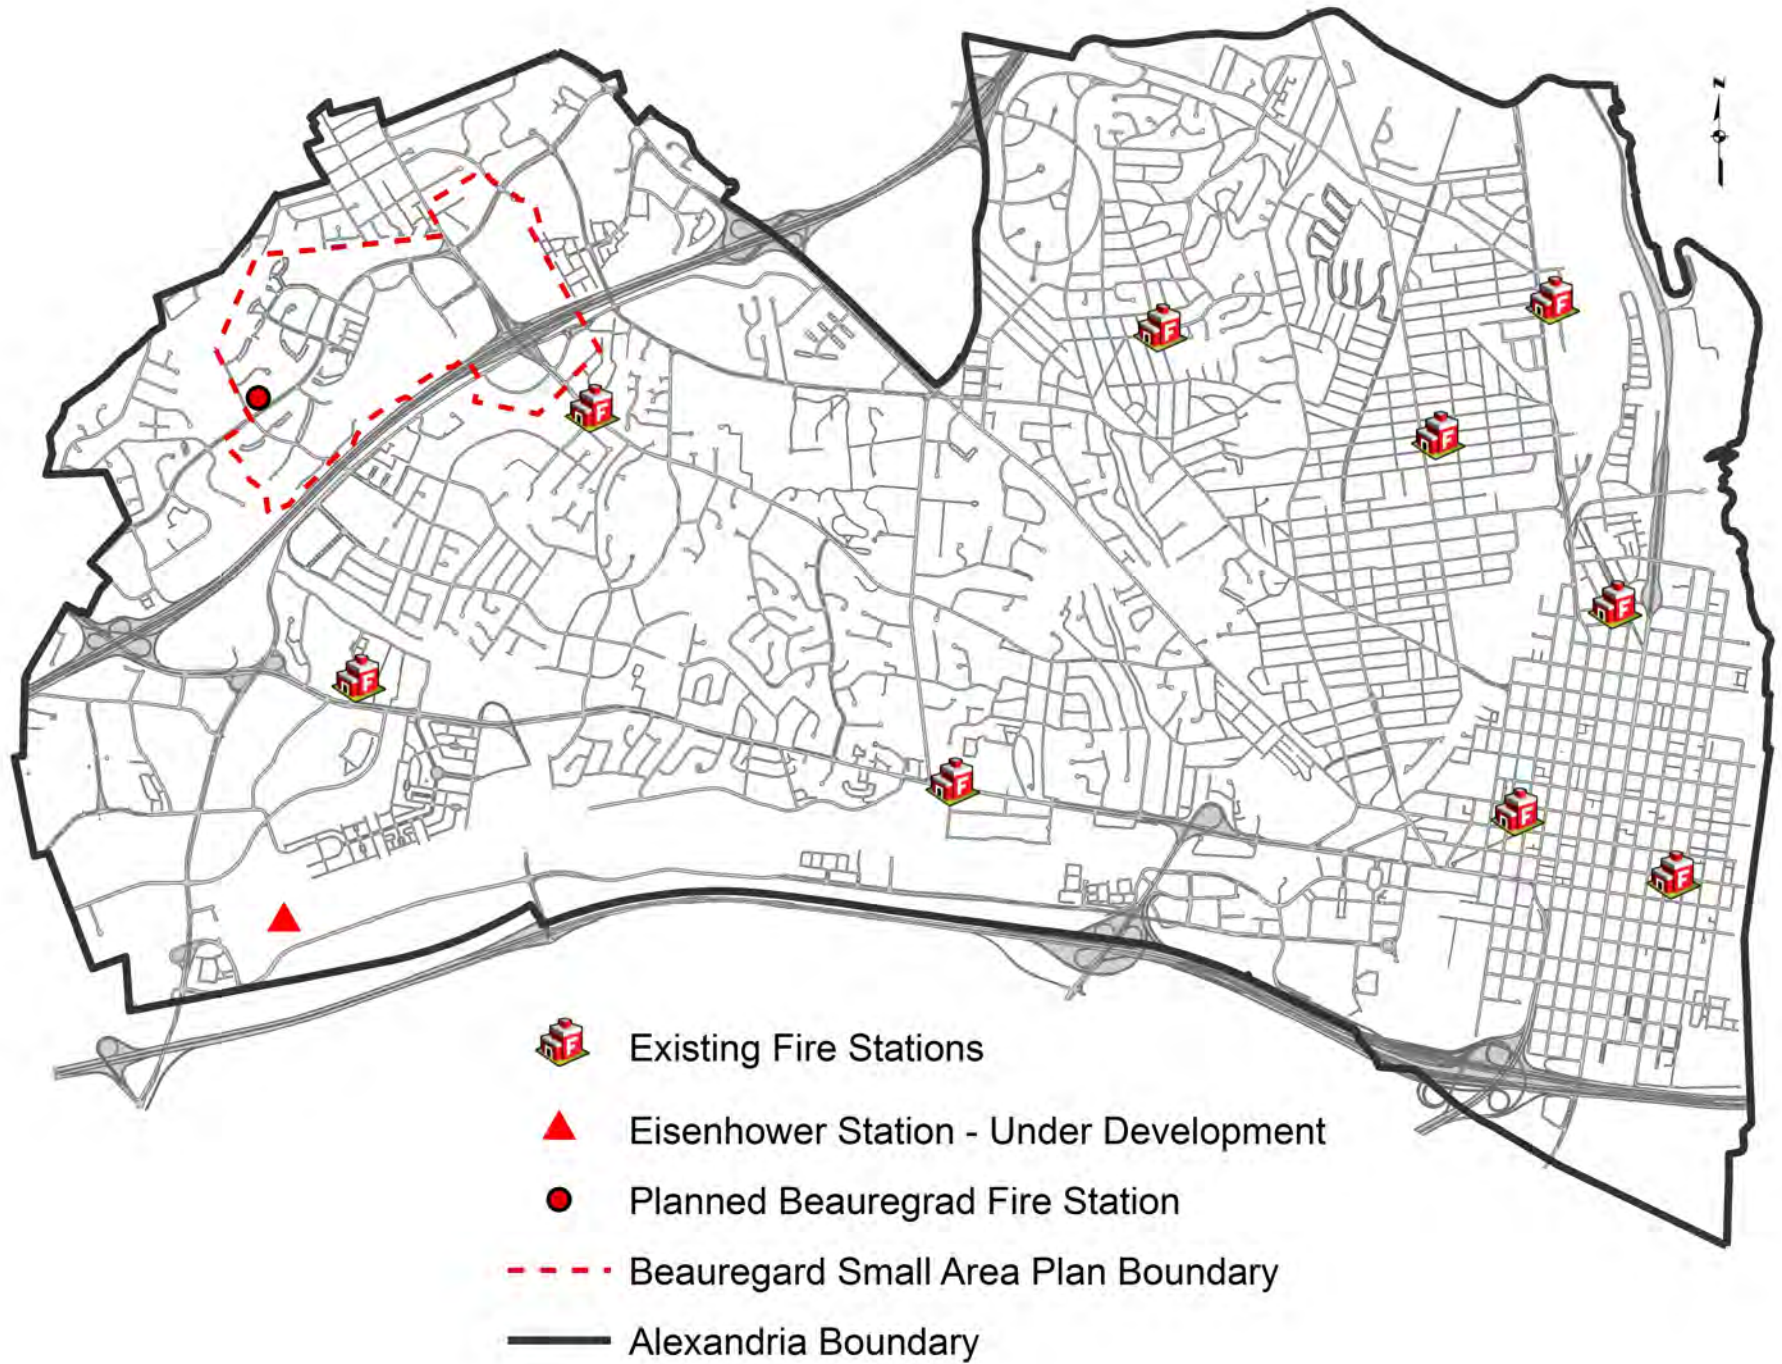 N
Existing Fire Stations
Eisenhower Station - Under Development
Planned Beauregrad Fire Station
Beauregard Small Area Plan Boundary
Alexandria Boundary